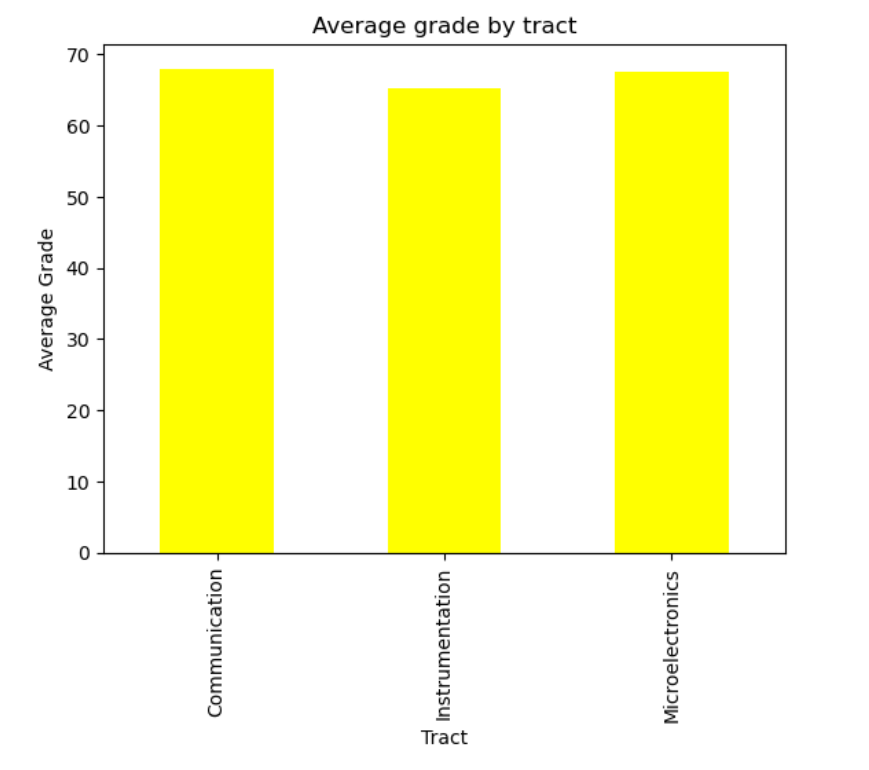 Average grade by tract
Average Grade
70
60
50
40
30
20
10
0
Communication
Instrumentation
Microelectronics
Tract